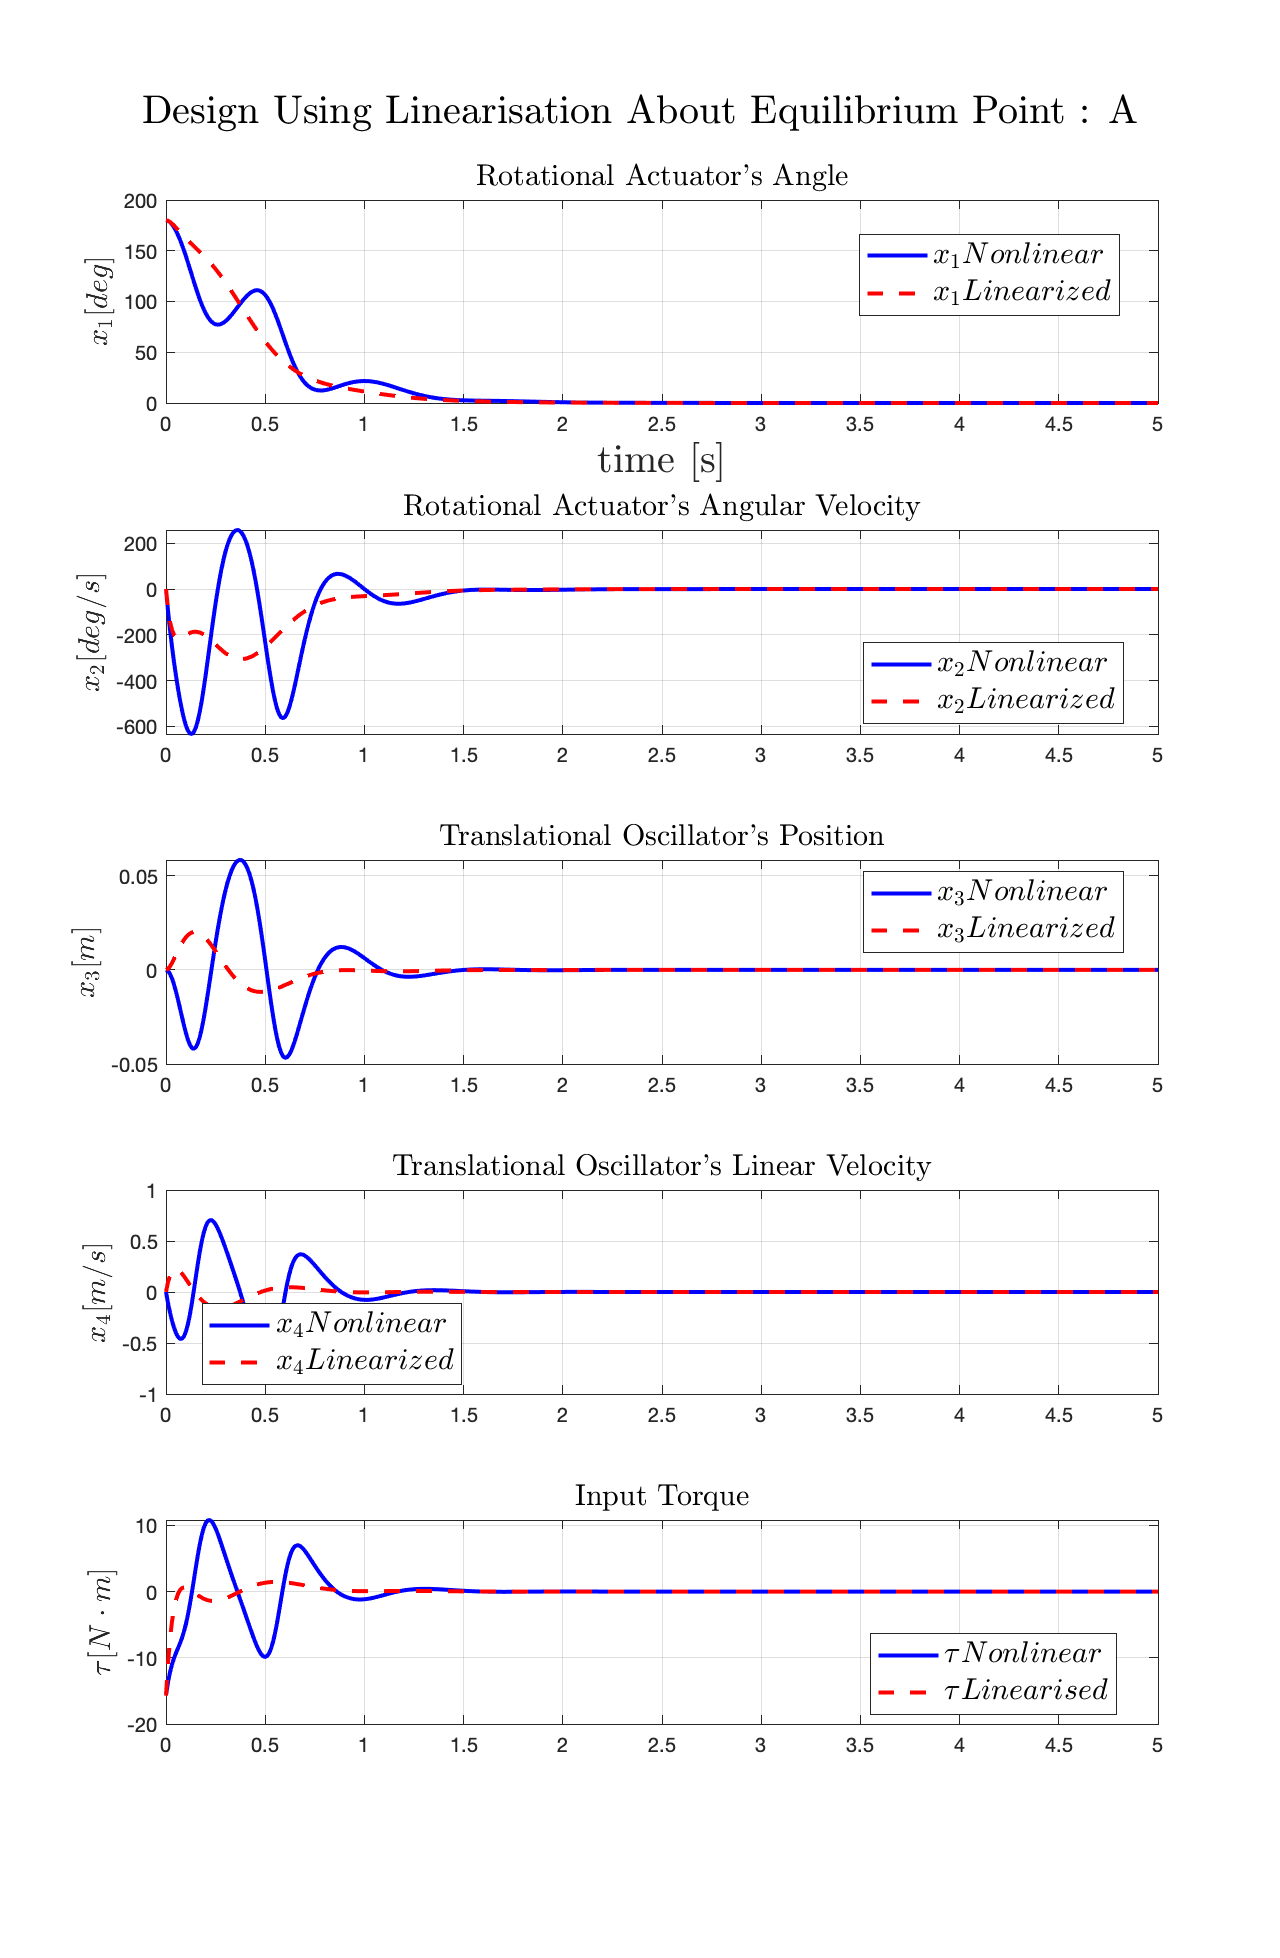 Design Using Linearisation About Equilibrium Point : A
Rotational Actuator's Angle
200
150
100
50
0
x₁[deg]
x₁Nonlinear
x₁Linearized
0 0.5 1 1.5 2 2.5 3 3.5 4 4.5 5
time [s]
Rotational Actuator's Angular Velocity
200
0
-200
-400
-600
x₂[deg/s]
x₂Nonlinear
x₂Linearized
0 0.5 1 1.5 2 2.5 3 3.5 4 4.5 5
Translational Oscillator's Position
0.05
0
-0.05
x₃[m]
x₃Nonlinear
x₃Linearized
0 0.5 1 1.5 2 2.5 3 3.5 4 4.5 5
Translational Oscillator's Linear Velocity
1
0.5
0
-0.5
-1
x₄[m/s]
x₄Nonlinear
x₄Linearized
0 0.5 1 1.5 2 2.5 3 3.5 4 4.5 5
Input Torque
10
0
-10
-20
τ[N · m]
τNonlinear
τLinearised
0 0.5 1 1.5 2 2.5 3 3.5 4 4.5 5